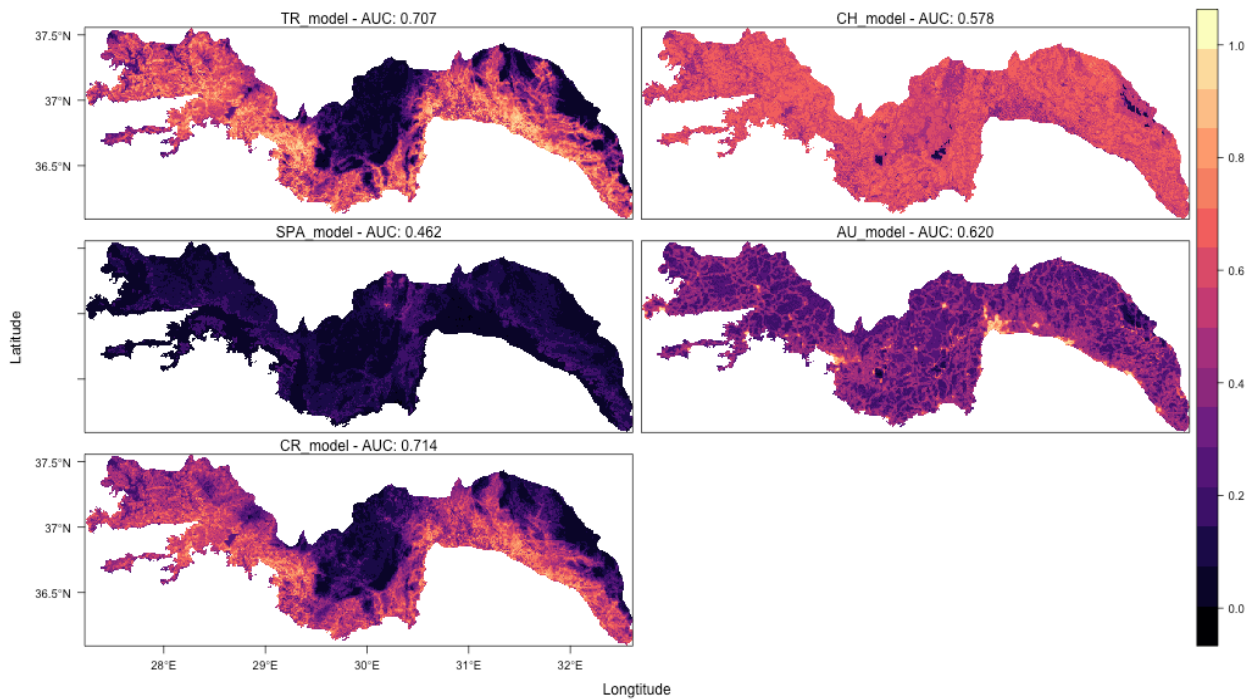 TR_model - AUC: 0.707
CH_model - AUC: 0.578
37.5°N
37°N
36.5°N
SPA_model - AUC: 0.462
AU_model - AUC: 0.620
Latitude
CR_model - AUC: 0.714
37.5°N
37°N
36.5°N
28°E 29°E 30°E 31°E 32°E
Longtitude
1.0
0.8
0.6
0.4
0.2
0.0